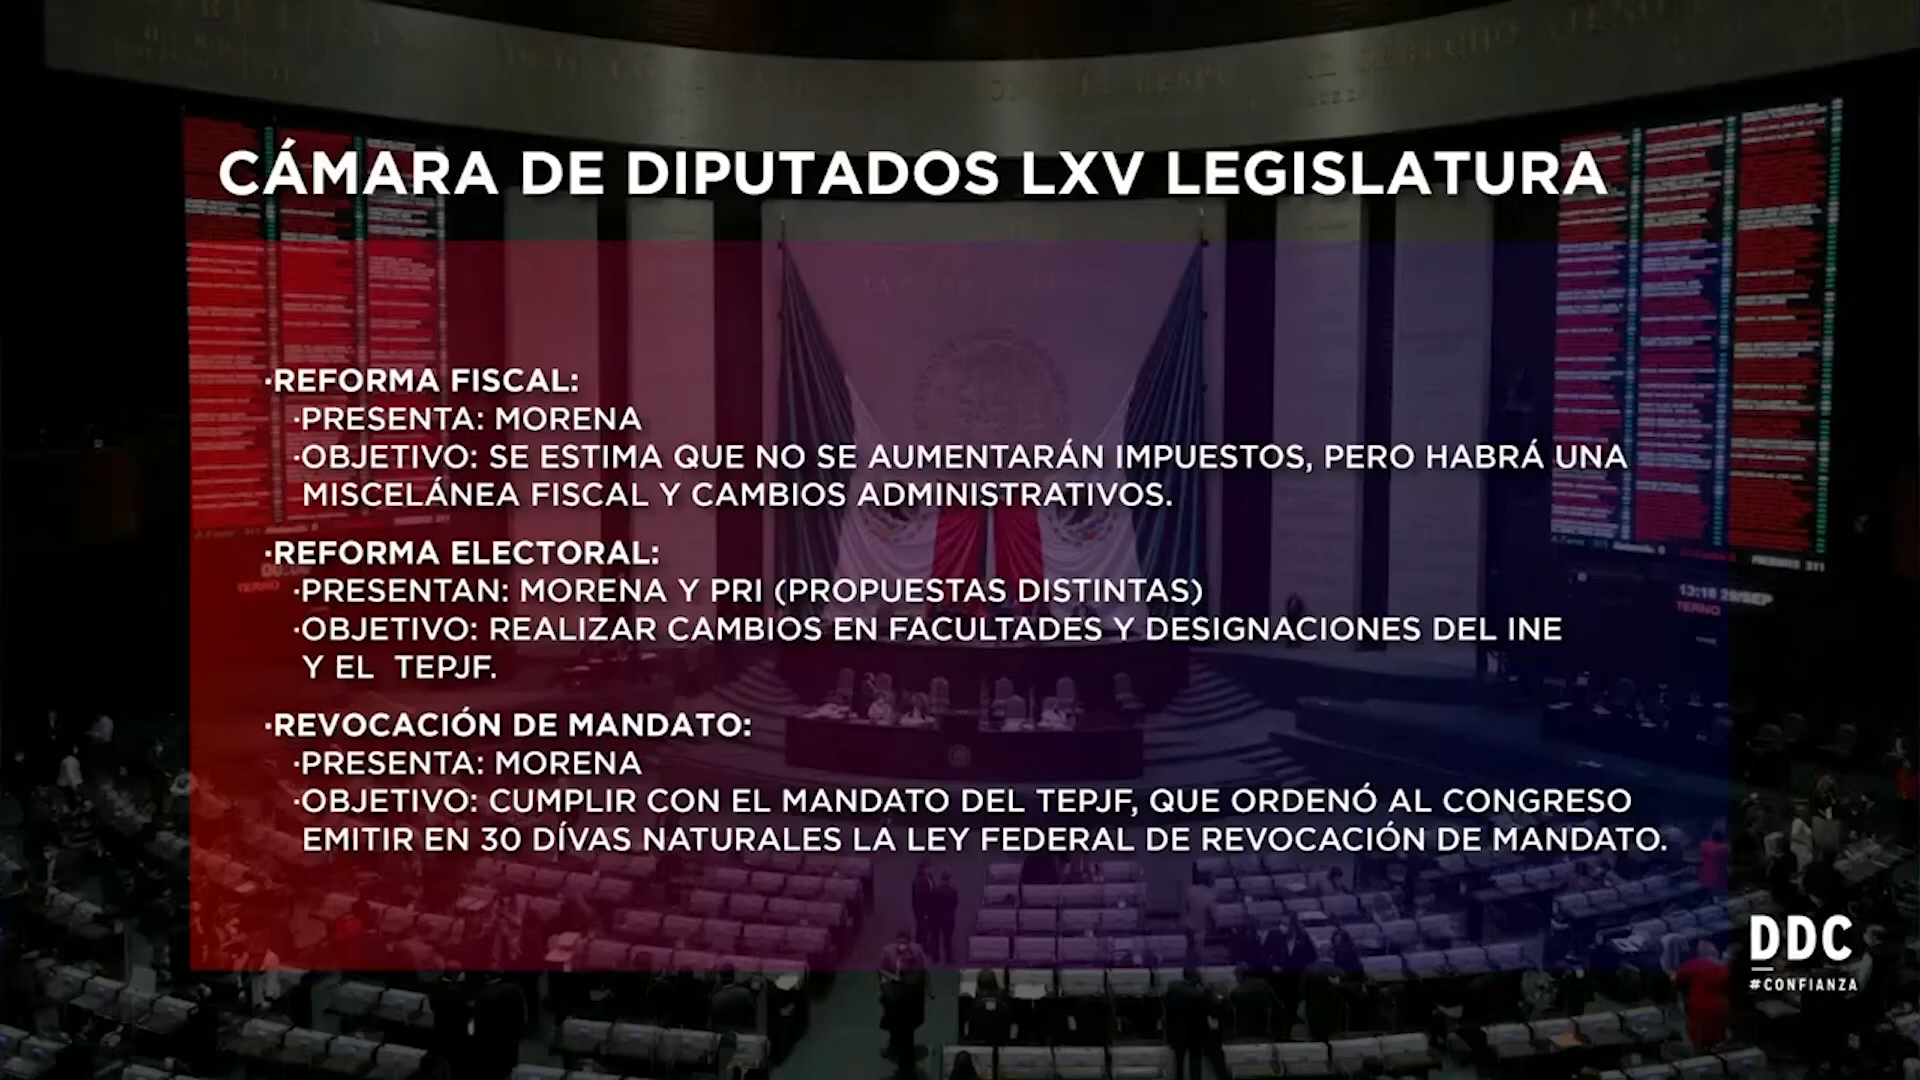 CÁMARA DE DIPUTADOS LXV LEGISLATURA
·REFORMA FISCAL:
·PRESENTA: MORENA
·OBJETIVO: SE ESTIMA QUE NO SE AUMENTARÁN IMPUESTOS, PERO HABRÁ UNA
MISCELÁNEA FISCAL Y CAMBIOS ADMINISTRATIVOS.
·REFORMA ELECTORAL:
·PRESENTAN: MORENA Y PRI (PROPUESTAS DISTINTAS)
·OBJETIVO: REALIZAR CAMBIOS EN FACULTADES Y DESIGNACIONES DEL INE
Y EL TEPJF.
·REVOCACIÓN DE MANDATO:
·PRESENTA: MORENA
·OBJETIVO: CUMPLIR CON EL MANDATO DEL TEPJF, QUE ORDENÓ AL CONGRESO
EMITIR EN 30 DÍVAS NATURALES LA LEY FEDERAL DE REVOCACIÓN DE MANDATO.
DDC
#CONFIANZA